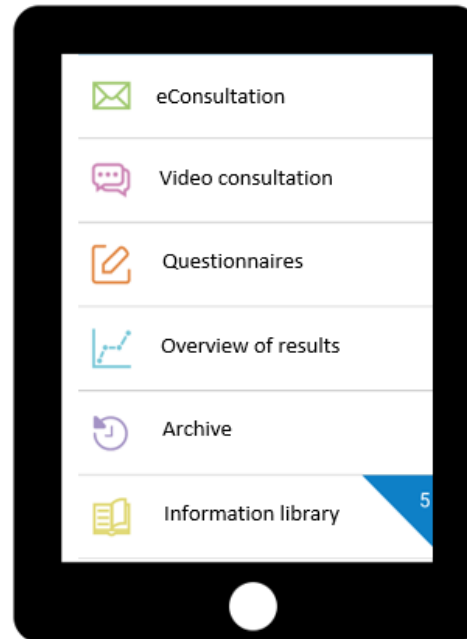 eConsultation
Video consultation
Questionnaires
Overview of results
Archive
Information library
5